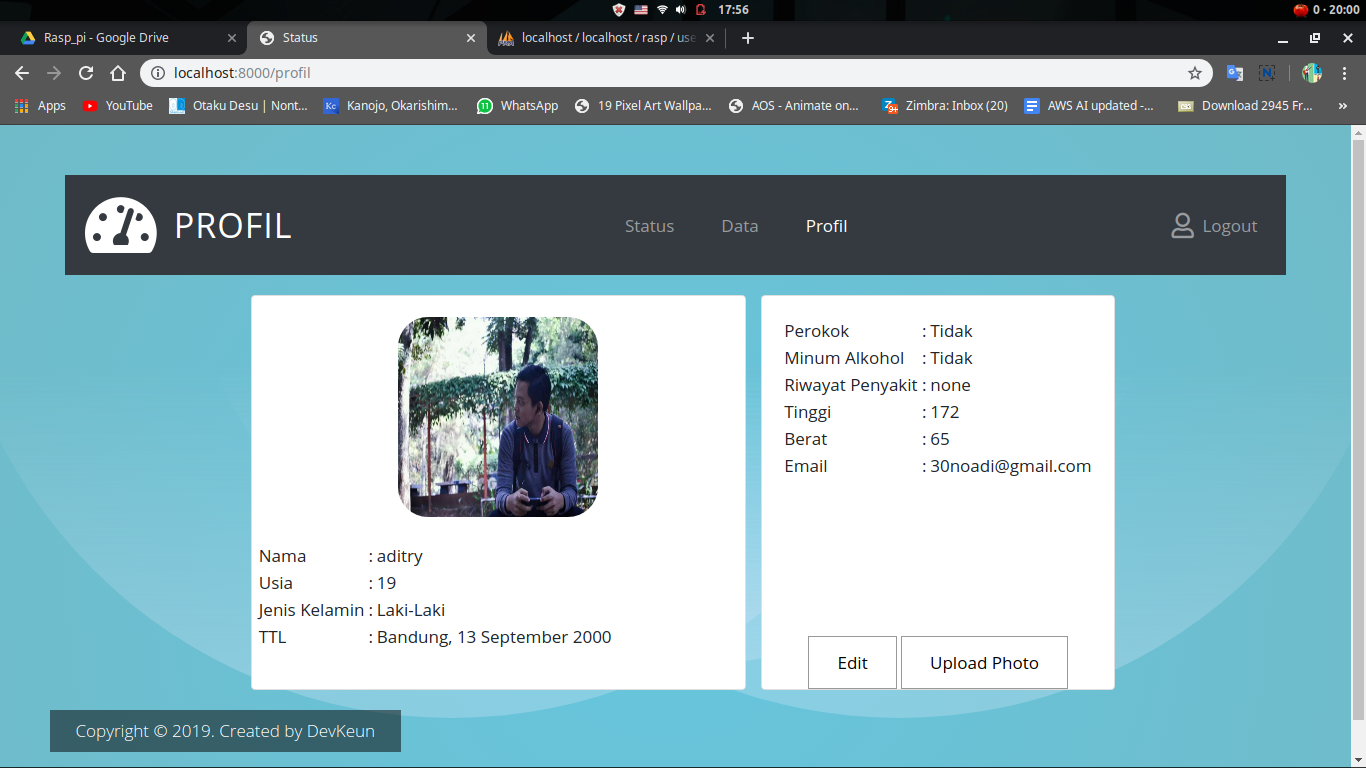 17:56
0 · 20:00
Rasp_pi - Google Drive
Status
localhost / localhost / rasp / use
localhost:8000/profil
Apps
YouTube
Otaku Desu | Nont...
Kc
Kanojo, Okarishim...
11
WhatsApp
19 Pixel Art Wallpa...
AOS - Animate on...
Zimbra: Inbox (20)
AWS AI updated -...
Download 2945 Fr...
»
PROFIL
Status
Data
Profil
Logout
Nama : aditry
Usia : 19
Jenis Kelamin : Laki-Laki
TTL : Bandung, 13 September 2000
Perokok : Tidak
Minum Alkohol : Tidak
Riwayat Penyakit : none
Tinggi : 172
Berat : 65
Email : 30noadi@gmail.com
Edit
Upload Photo
Copyright © 2019. Created by DevKeun